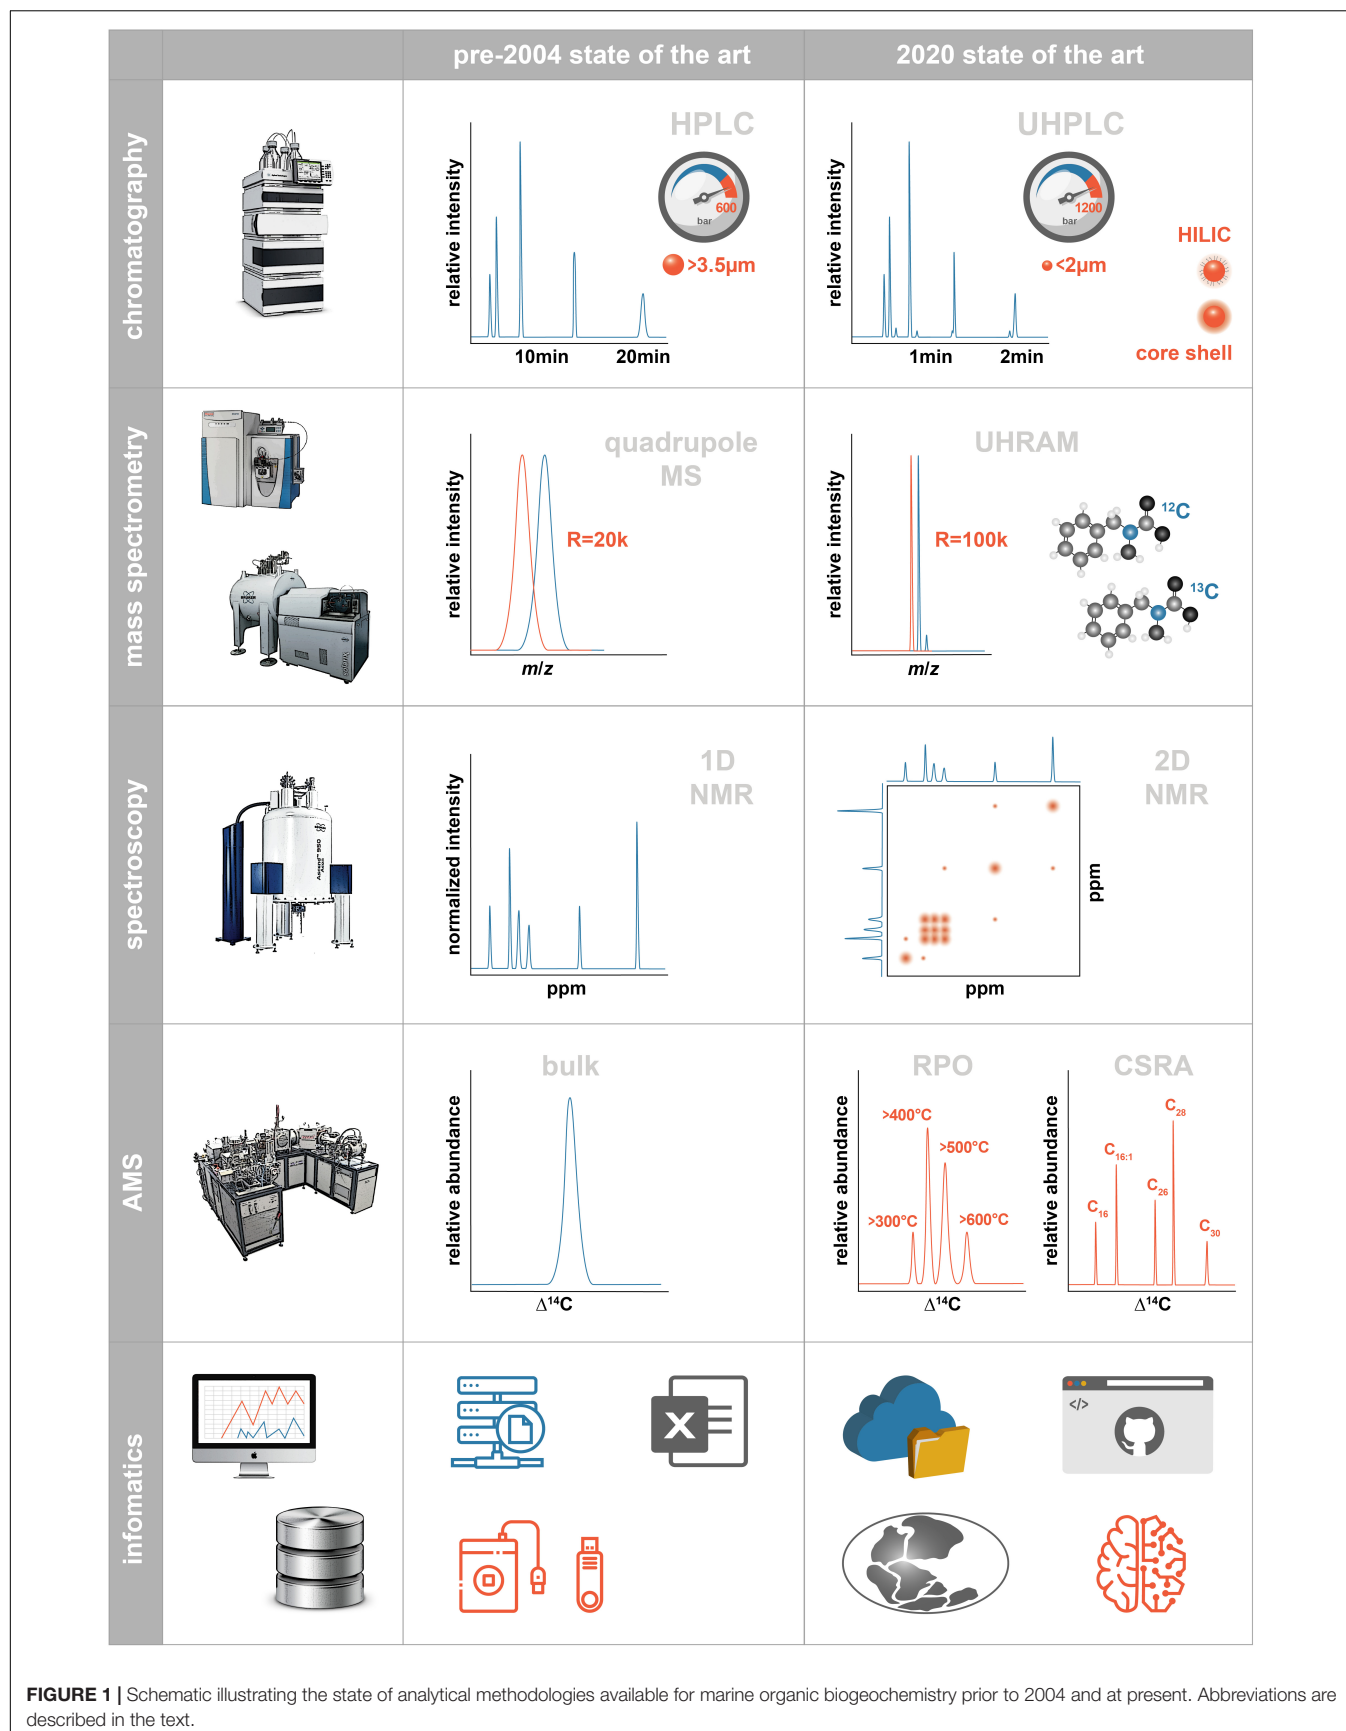 pre-2004 state of the art
2020 state of the art
chromatography
HPLC
relative intensity
600
bar
>3.5µm
10min
20min
UHPLC
relative intensity
1200
bar
<2µm
HILIC
core shell
1min
2min
mass spectrometry
BRUKER
solariX
quadrupole
MS
relative intensity
R=20k
m/z
UHRAM
relative intensity
R=100k
12C
13C
m/z
spectroscopy
Ascend™ 950
1D
NMR
normalized intensity
ppm
2D
NMR
ppm
ppm
AMS
bulk
relative abundance
Δ14C
RPO
relative abundance
>400°C
>500°C
>300°C
>600°C
Δ14C
CSRA
relative abundance
C28
C16:1
C26
C16
C30
Δ14C
infomatics
X
</>
FIGURE 1 | Schematic illustrating the state of analytical methodologies available for marine organic biogeochemistry prior to 2004 and at present. Abbreviations are
described in the text.